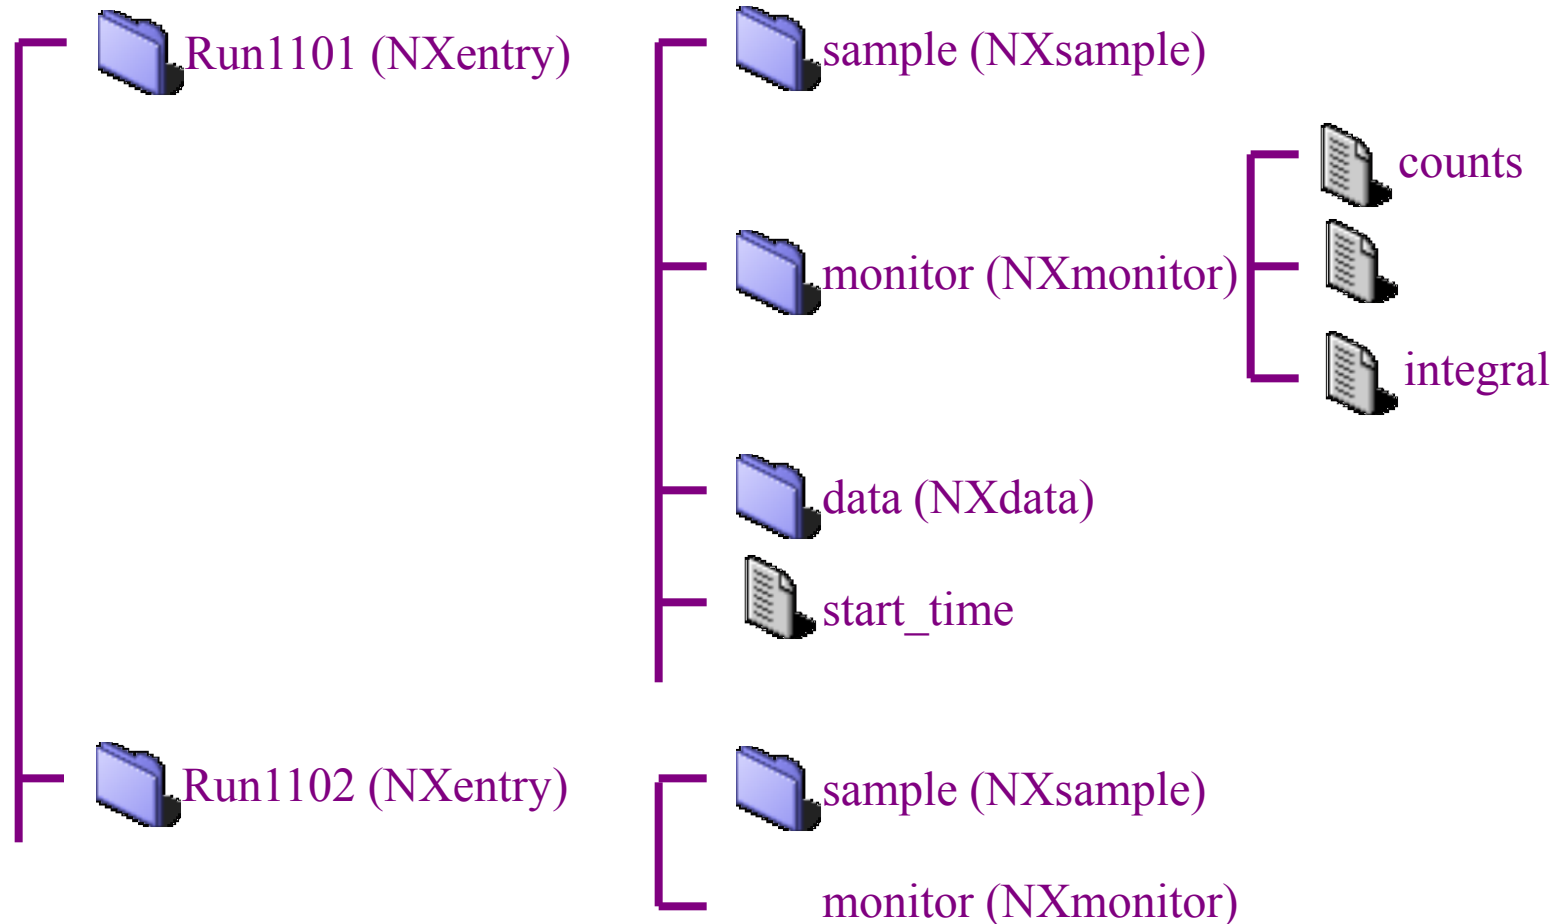 Run1101 (NXentry)
sample (NXsample)
counts
monitor (NXmonitor)
integral
data (NXdata)
start_time
Run1102 (NXentry)
sample (NXsample)
monitor (NXmonitor)